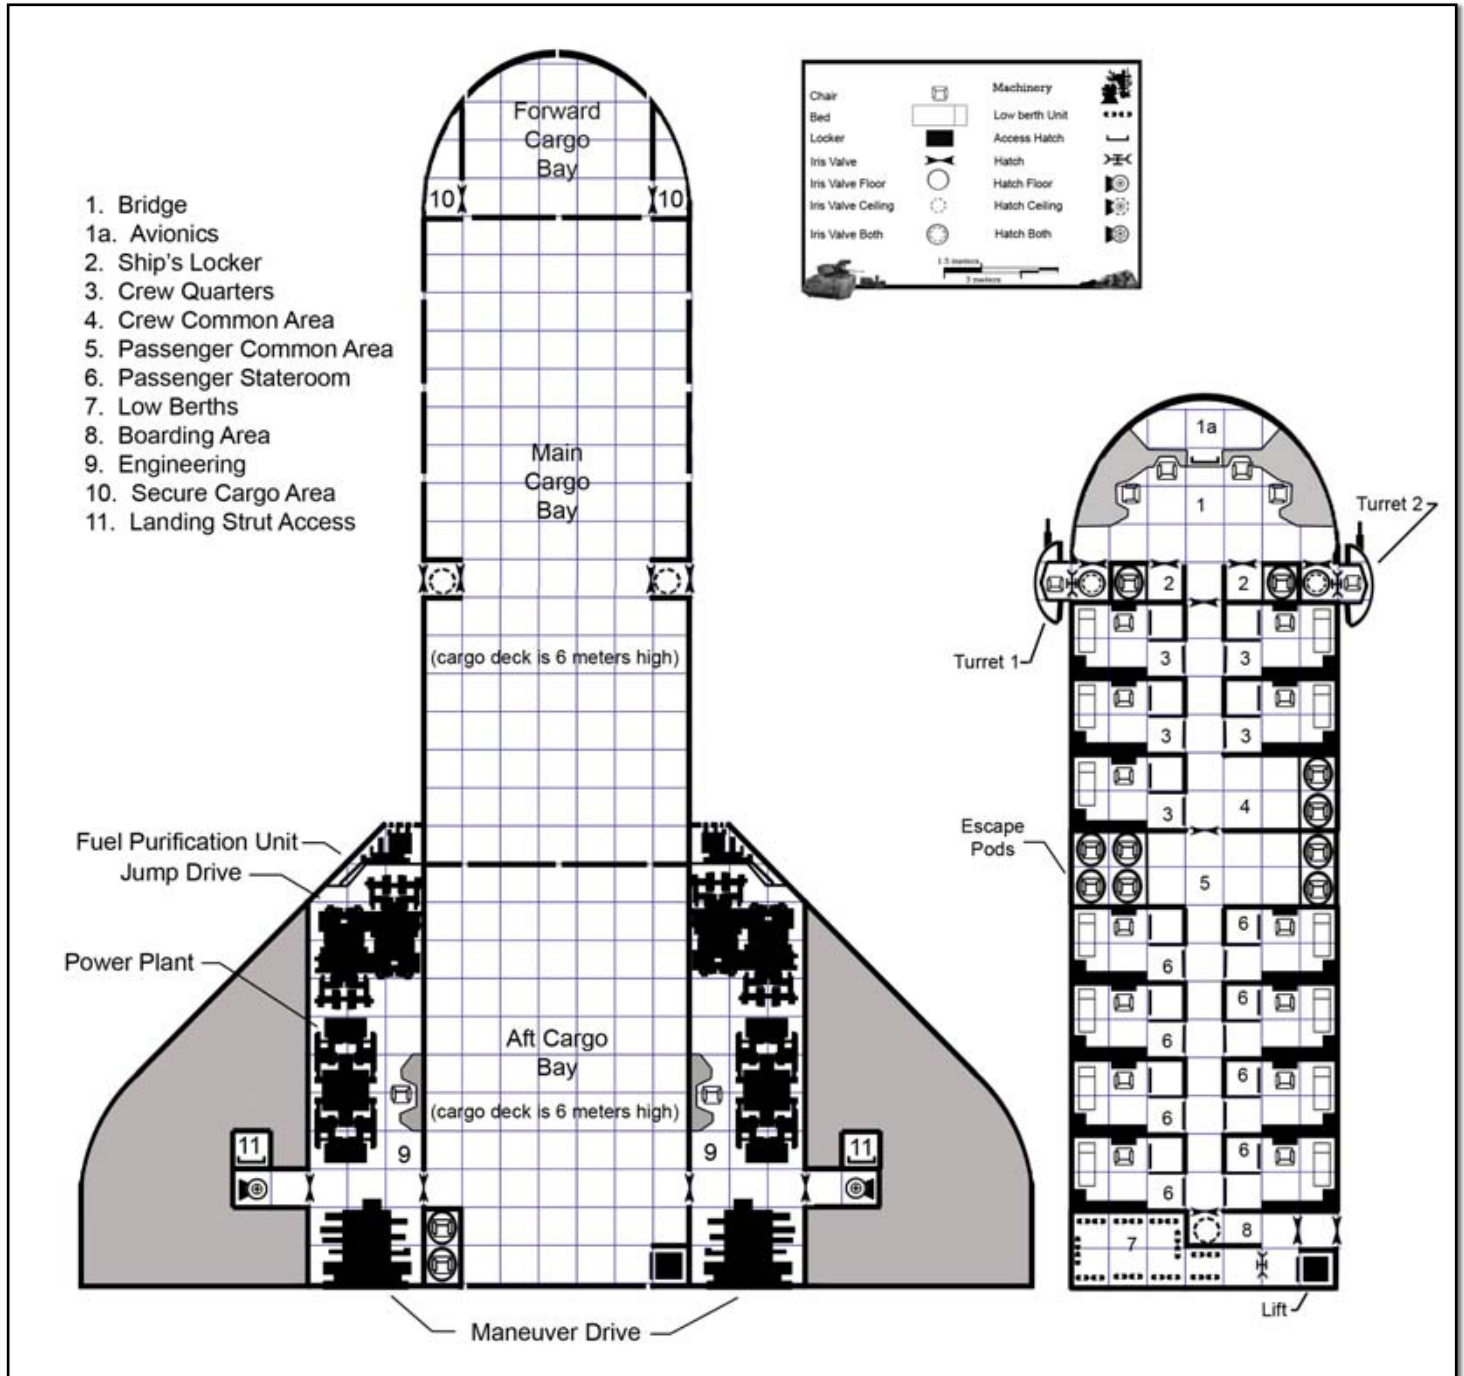 Forward
Cargo
Bay
10
10
1. Bridge
1a. Avionics
2. Ship's Locker
3. Crew Quarters
4. Crew Common Area
5. Passenger Common Area
6. Passenger Stateroom
7. Low Berths
8. Boarding Area
9. Engineering
10. Secure Cargo Area
11. Landing Strut Access
Chair
Bed
Locker
Iris Valve
Iris Valve Floor
Iris Valve Ceiling
Iris Valve Both
Machinery
Low berth Unit
Access Hatch
Hatch
Hatch Floor
Hatch Ceiling
Hatch Both
1.5 meters
3 meters
Main
Cargo
Bay
(cargo deck is 6 meters high)
Fuel Purification Unit
Jump Drive
Power Plant
Aft Cargo
Bay
(cargo deck is 6 meters high)
9
9
11
11
Maneuver Drive
1a
1
Turret 2
2
2
Turret 1
3
3
3
3
3
4
Escape
Pods
5
6
6
6
6
6
6
6
6
7
8
Lift